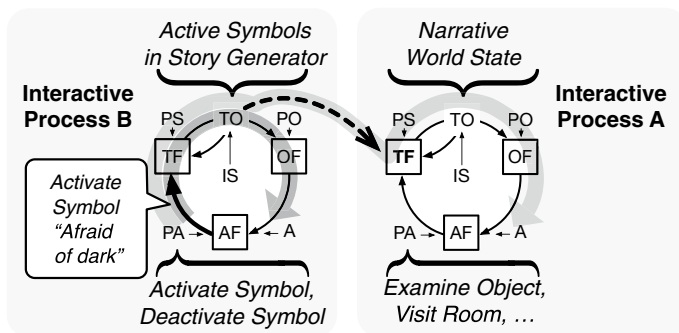 Active Symbols
in Story Generator
Interactive
Process B
PS
TO
PO
TF
OF
IS
Activate
Symbol
“Afraid
of dark”
PA
AF
A
Activate Symbol,
Deactivate Symbol
Narrative
World State
Interactive
Process A
PS
TO
PO
TF
OF
IS
PA
AF
A
Examine Object,
Visit Room, …